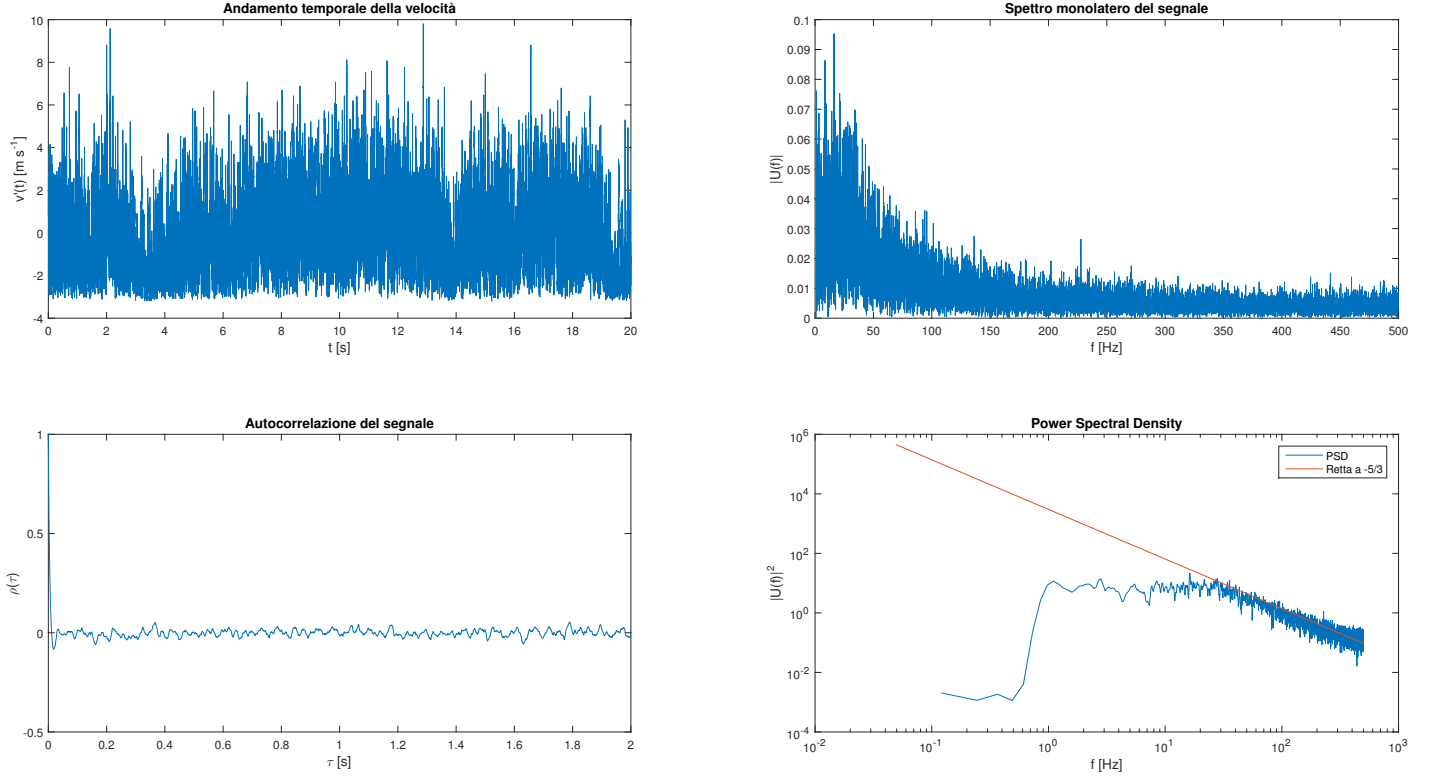 Andamento temporale della velocità
10
8
6
4
2
0
-2
-4
v'(t) [m s⁻¹]
0 2 4 6 8 10 12 14 16 18 20
t [s]
Spettro monolatero del segnale
0.1
0.09
0.08
0.07
0.06
0.05
0.04
0.03
0.02
0.01
0
|U(f)|
0 50 100 150 200 250 300 350 400 450 500
f [Hz]
Autocorrelazione del segnale
1
0.5
0
-0.5
ρ(τ)
0 0.2 0.4 0.6 0.8 1 1.2 1.4 1.6 1.8 2
τ [s]
Power Spectral Density
10⁶
10⁴
10²
10⁰
10⁻²
10⁻⁴
|U(f)|²
PSD
Retta a -5/3
10⁻² 10⁻¹ 10⁰ 10¹ 10² 10³
f [Hz]